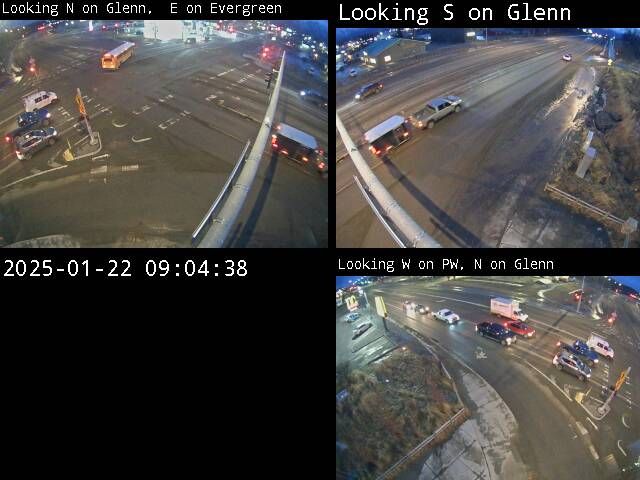 Looking N on Glenn,  E on Evergreen
Looking S on Glenn
2025-01-22 09:04:38
Looking W on PW, N on Glenn